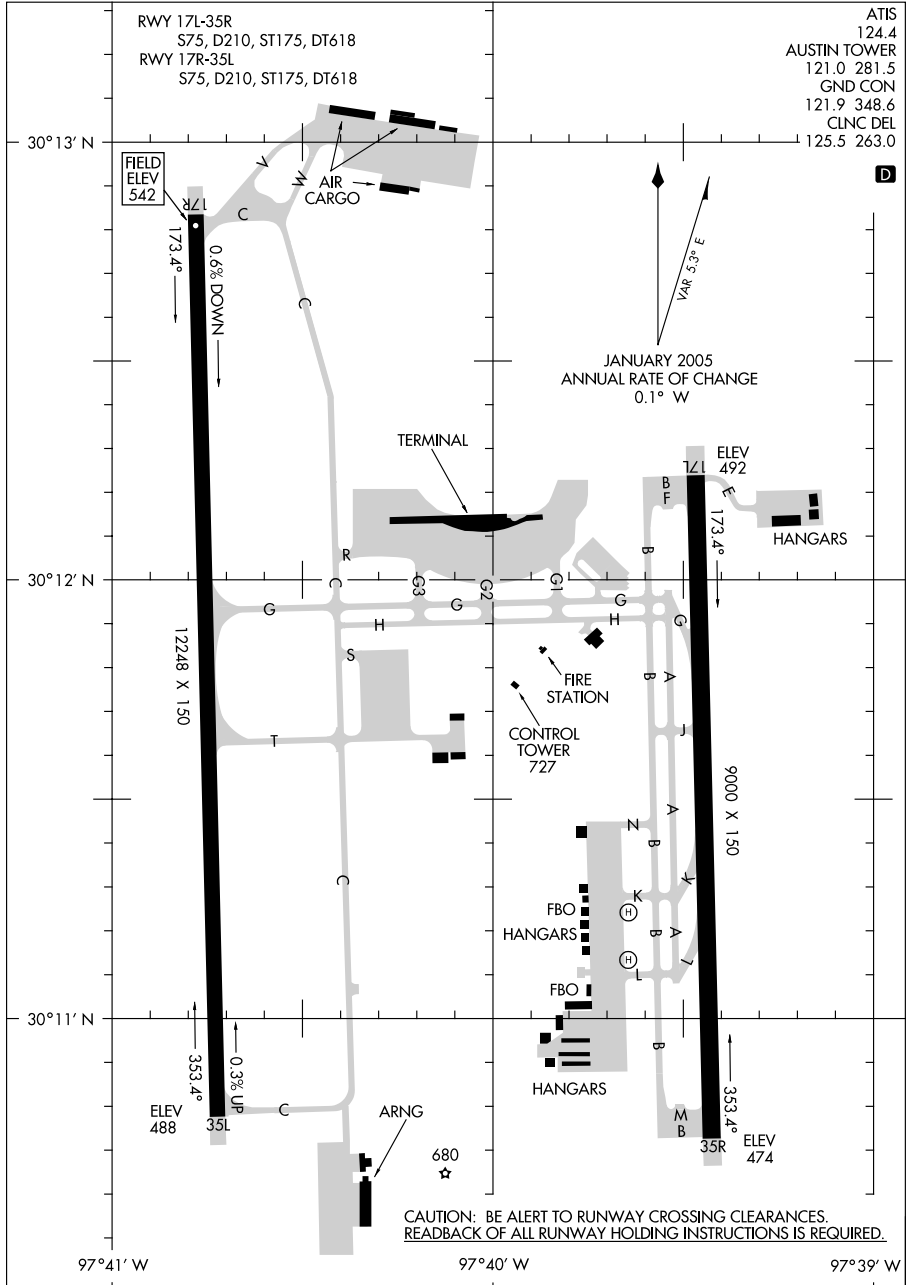 RWY 17L-35R
S75, D210, ST175, DT618
RWY 17R-35L
S75, D210, ST175, DT618
ATIS
124.4
AUSTIN TOWER
121.0 281.5
GND CON
121.9 348.6
CLNC DEL
125.5 263.0
D
30°13' N
FIELD
ELEV
542
V
W
AIR
CARGO
17R
C
173.4°
0.6% DOWN
C
VAR 5.3° E
JANUARY 2005
ANNUAL RATE OF CHANGE
0.1° W
TERMINAL
ELEV
492
17L
B
F
E
173.4°
HANGARS
B
R
30°12' N
C
G3
G2
G1
G
G
G
H
H
G
12248 X 150
S
FIRE
STATION
B
A
T
CONTROL
TOWER
727
J
9000 X 150
A
N
B
C
K
K
FBO
H
HANGARS
B
A
L
H
L
FBO
30°11' N
B
353.4°
0.3% UP
353.4°
HANGARS
ELEV
488
35L
C
ARNG
M
B
35R
ELEV
474
680
CAUTION: BE ALERT TO RUNWAY CROSSING CLEARANCES.
READBACK OF ALL RUNWAY HOLDING INSTRUCTIONS IS REQUIRED.
97°41' W
97°40' W
97°39' W